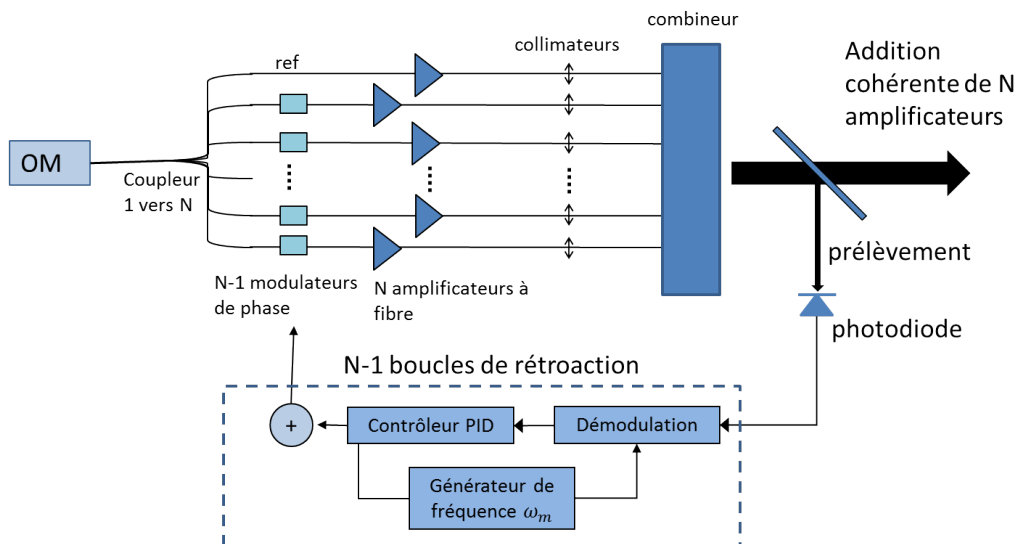 combineur
collimateurs
ref
Addition
cohérente de N
amplificateurs
OM
Coupleur
1 vers N
prélèvement
N-1 modulateurs
de phase
N amplificateurs à
fibre
photodiode
N-1 boucles de rétroaction
+
Contrôleur PID
Démodulation
Générateur de
fréquence ωₘ